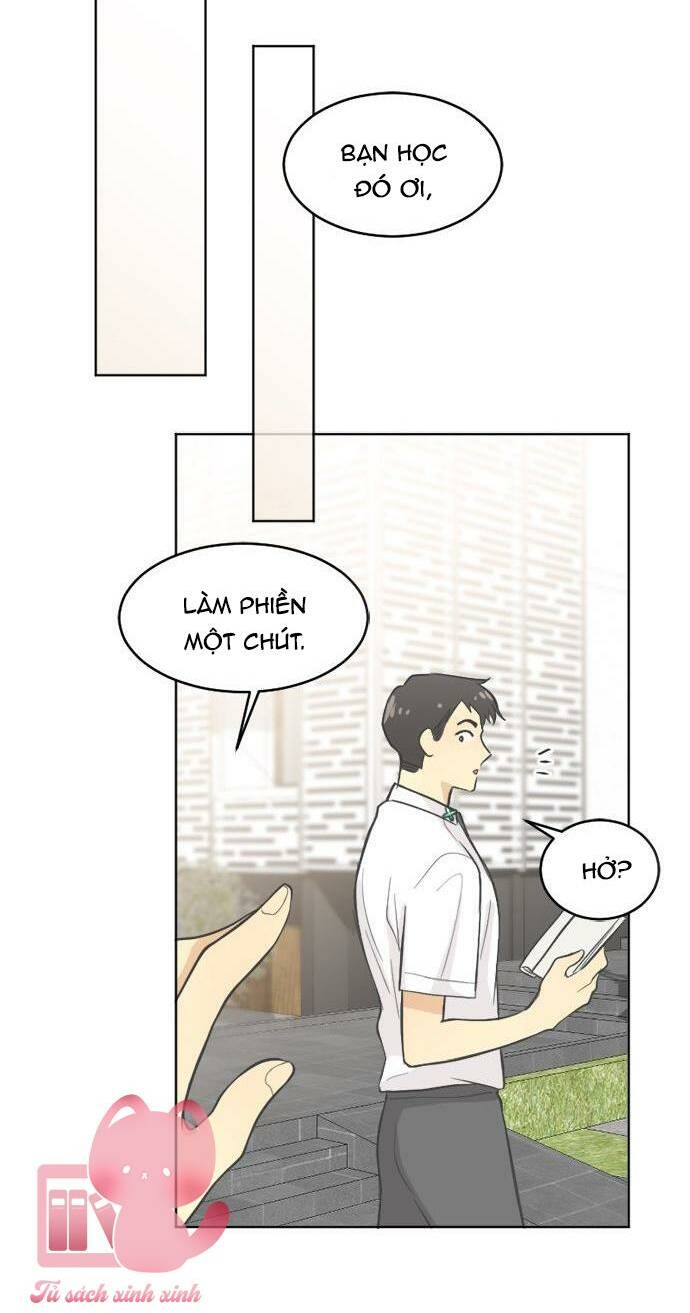 BẠN HỌC
ĐÓ ƠI,
LÀM PHIỀN
MỘT CHÚT.
HỞ?
Tủ sách xinh xinh